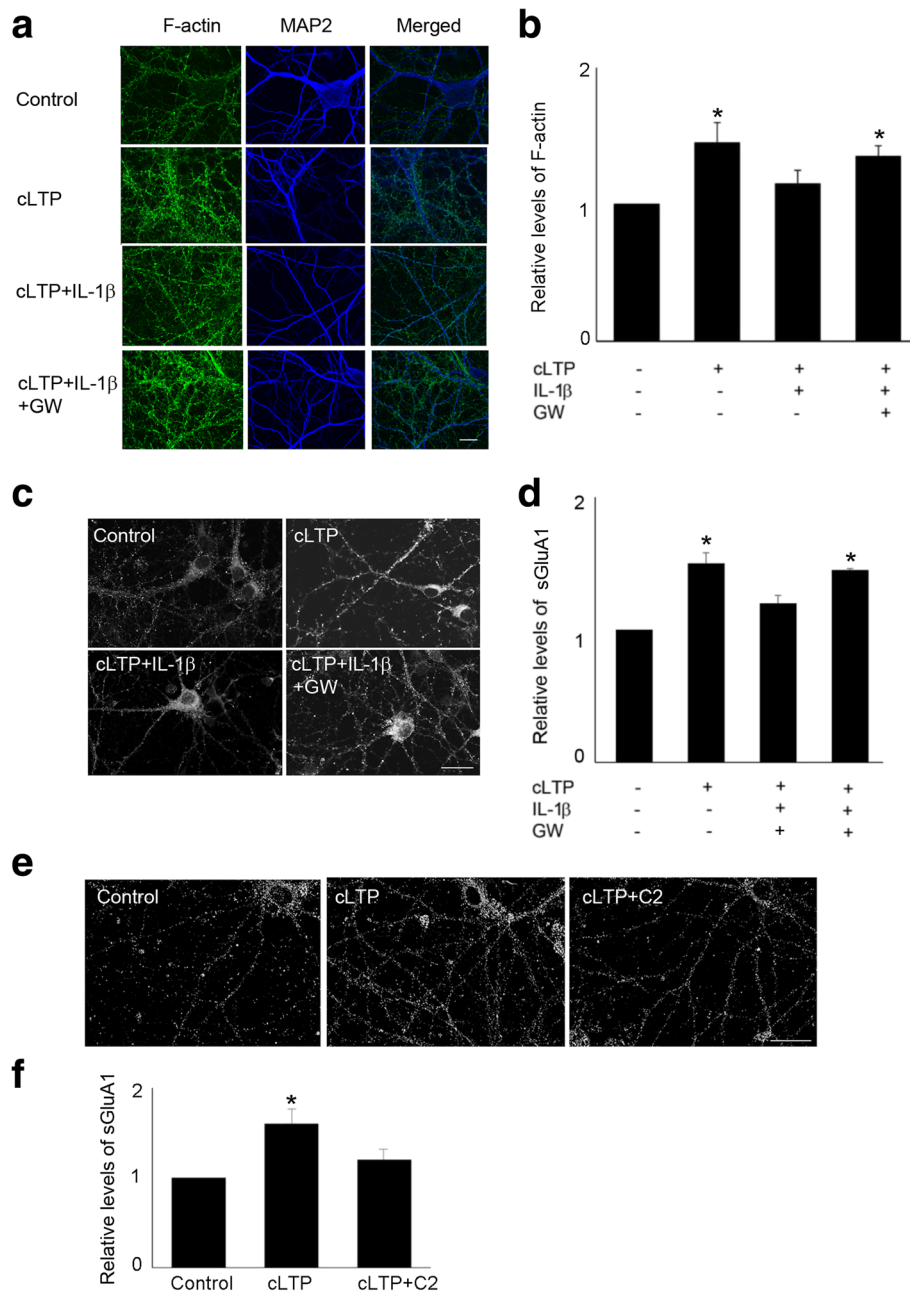 a
F-actin MAP2 Merged
Control
cLTP
cLTP+IL-1β
cLTP+IL-1β
+GW
b
Relative levels of F-actin
2
1
0
* *
cLTP - + + +
IL-1β - - + +
GW - - - +
c
Control cLTP
cLTP+IL-1β cLTP+IL-1β
+GW
d
Relative levels of sGluA1
2
1
0
* *
cLTP - + + +
IL-1β - - + +
GW - - + +
e
Control cLTP cLTP+C2
f
Relative levels of sGluA1
2
1
0
*
Control cLTP cLTP+C2